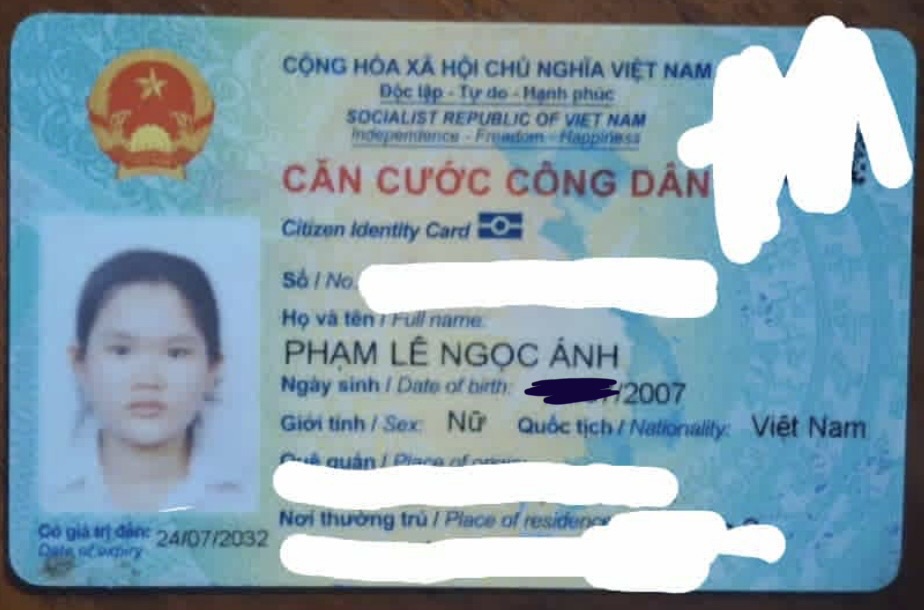 CỘNG HÒA XÃ HỘI CHỦ NGHĨA VIỆT NAM
Độc lập - Tự do - Hạnh phúc
SOCIALIST REPUBLIC OF VIET NAM
Independence - Freedom - Happiness
CĂN CƯỚC CÔNG DÂN
Citizen Identity Card
Số / No.
Họ và tên / Full name:
PHẠM LÊ NGỌC ÁNH
Ngày sinh / Date of birth: /2007
Giới tính / Sex: Nữ Quốc tịch / Nationality: Việt Nam
Quê quán / Place of origin:
Nơi thường trú / Place of residence
Có giá trị đến: 24/07/2032
Date of expiry